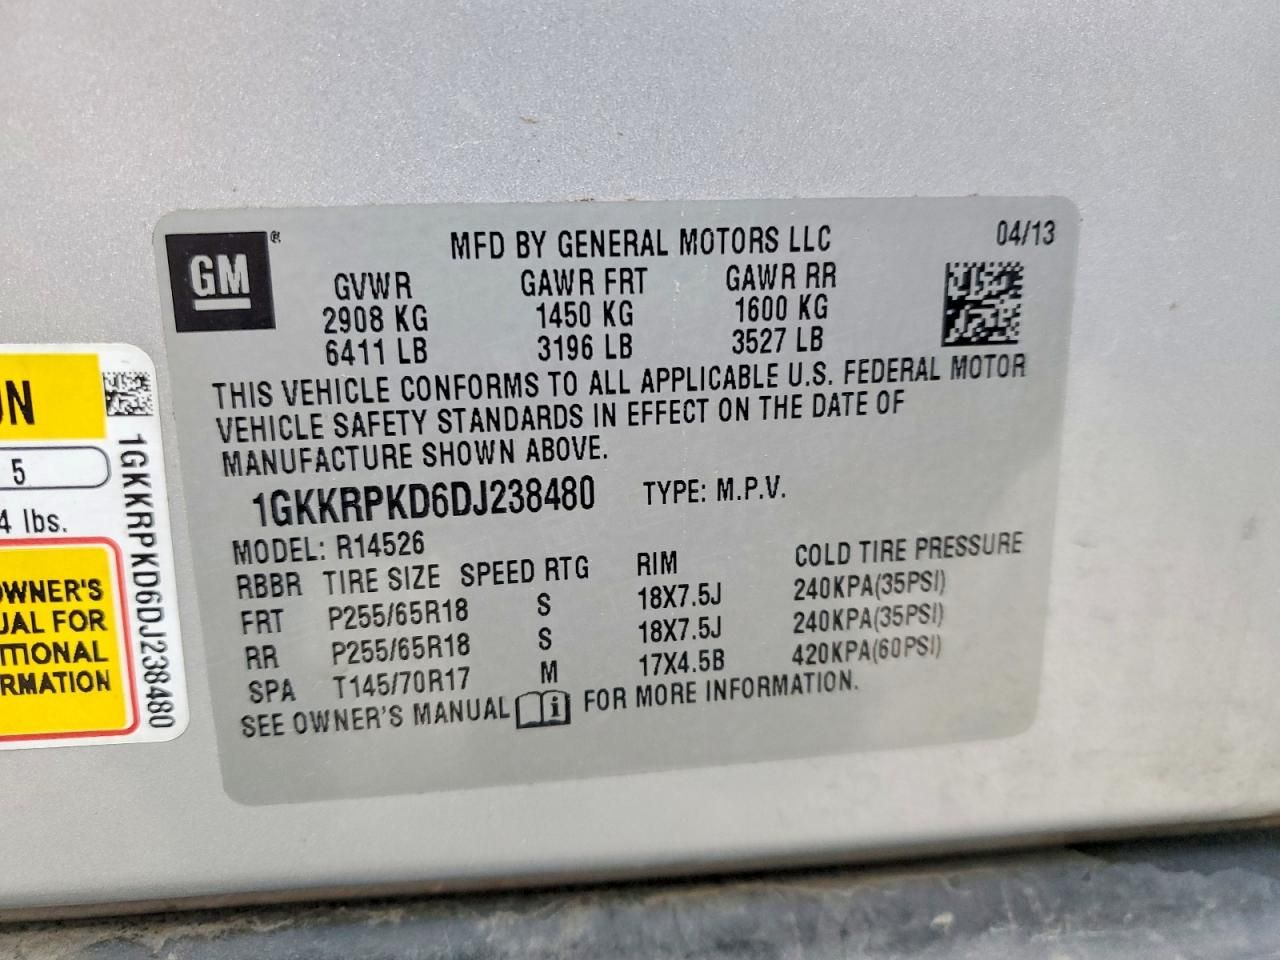 GM®
MFD BY GENERAL MOTORS LLC 04/13
GVWR GAWR FRT GAWR RR
2908 KG 1450 KG 1600 KG
6411 LB 3196 LB 3527 LB
THIS VEHICLE CONFORMS TO ALL APPLICABLE U.S. FEDERAL MOTOR
VEHICLE SAFETY STANDARDS IN EFFECT ON THE DATE OF
MANUFACTURE SHOWN ABOVE.
1GKKRPKD6DJ238480 TYPE: M.P.V.
MODEL: R14526
RBBR TIRE SIZE SPEED RTG RIM COLD TIRE PRESSURE
FRT P255/65R18 S 18X7.5J 240KPA(35PSI)
RR P255/65R18 S 18X7.5J 240KPA(35PSI)
SPA T145/70R17 M 17X4.5B 420KPA(60PSI)
SEE OWNER'S MANUAL i FOR MORE INFORMATION.
ON
5
4 lbs.
OWNER'S
UAL FOR
ITIONAL
RMATION
1GKKRPKD6DJ238480